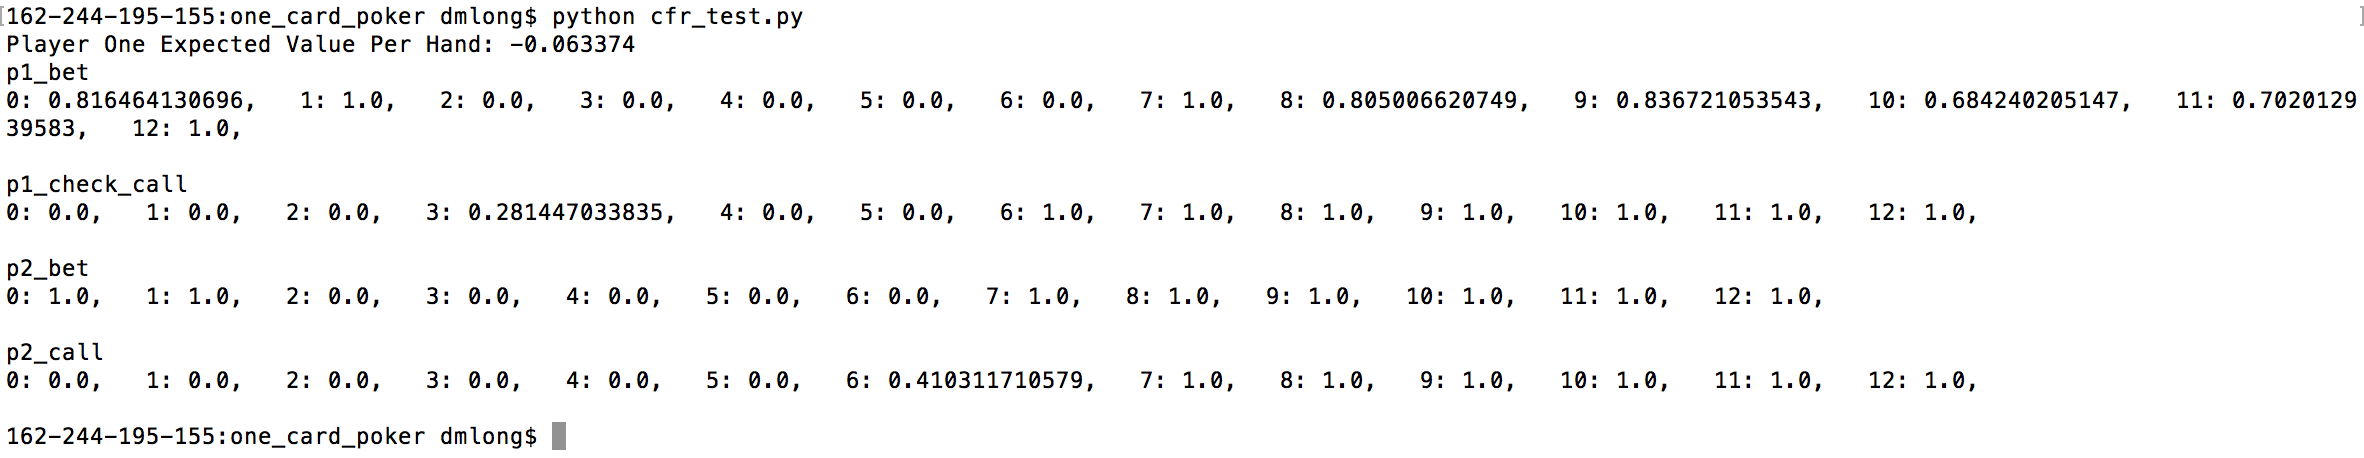 [162-244-195-155:one_card_poker dmlong$ python cfr_test.py ]
Player One Expected Value Per Hand: -0.063374
p1_bet
0: 0.816464130696,   1: 1.0,   2: 0.0,   3: 0.0,   4: 0.0,   5: 0.0,   6: 0.0,   7: 1.0,   8: 0.805006620749,   9: 0.836721053543,   10: 0.684240205147,   11: 0.7020129
39583,   12: 1.0,
p1_check_call
0: 0.0,   1: 0.0,   2: 0.0,   3: 0.281447033835,   4: 0.0,   5: 0.0,   6: 1.0,   7: 1.0,   8: 1.0,   9: 1.0,   10: 1.0,   11: 1.0,   12: 1.0,
p2_bet
0: 1.0,   1: 1.0,   2: 0.0,   3: 0.0,   4: 0.0,   5: 0.0,   6: 0.0,   7: 1.0,   8: 1.0,   9: 1.0,   10: 1.0,   11: 1.0,   12: 1.0,
p2_call
0: 0.0,   1: 0.0,   2: 0.0,   3: 0.0,   4: 0.0,   5: 0.0,   6: 0.410311710579,   7: 1.0,   8: 1.0,   9: 1.0,   10: 1.0,   11: 1.0,   12: 1.0,
162-244-195-155:one_card_poker dmlong$